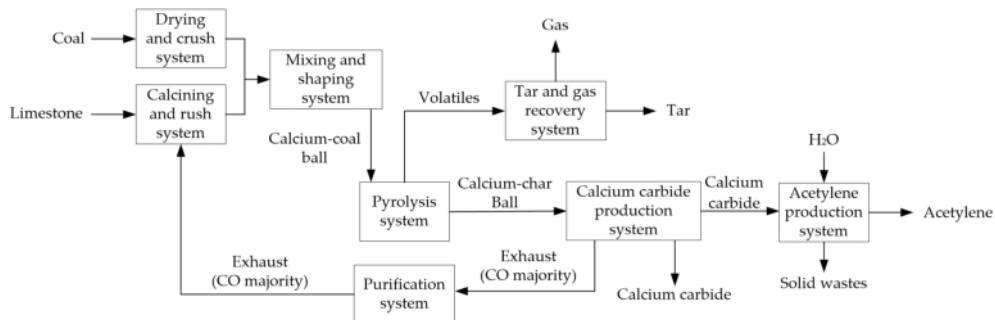 Coal
Drying
and crush
system
Limestone
Calcining
and rush
system
Mixing and
shaping
system
Calcium-coal
ball
Pyrolysis
system
Volatiles
Gas
Tar and gas
recovery
system
Tar
Calcium-char
Ball
Calcium carbide
production
system
Calcium
carbide
H₂O
Acetylene
production
system
Acetylene
Solid wastes
Calcium carbide
Exhaust
(CO majority)
Purification
system
Exhaust
(CO majority)